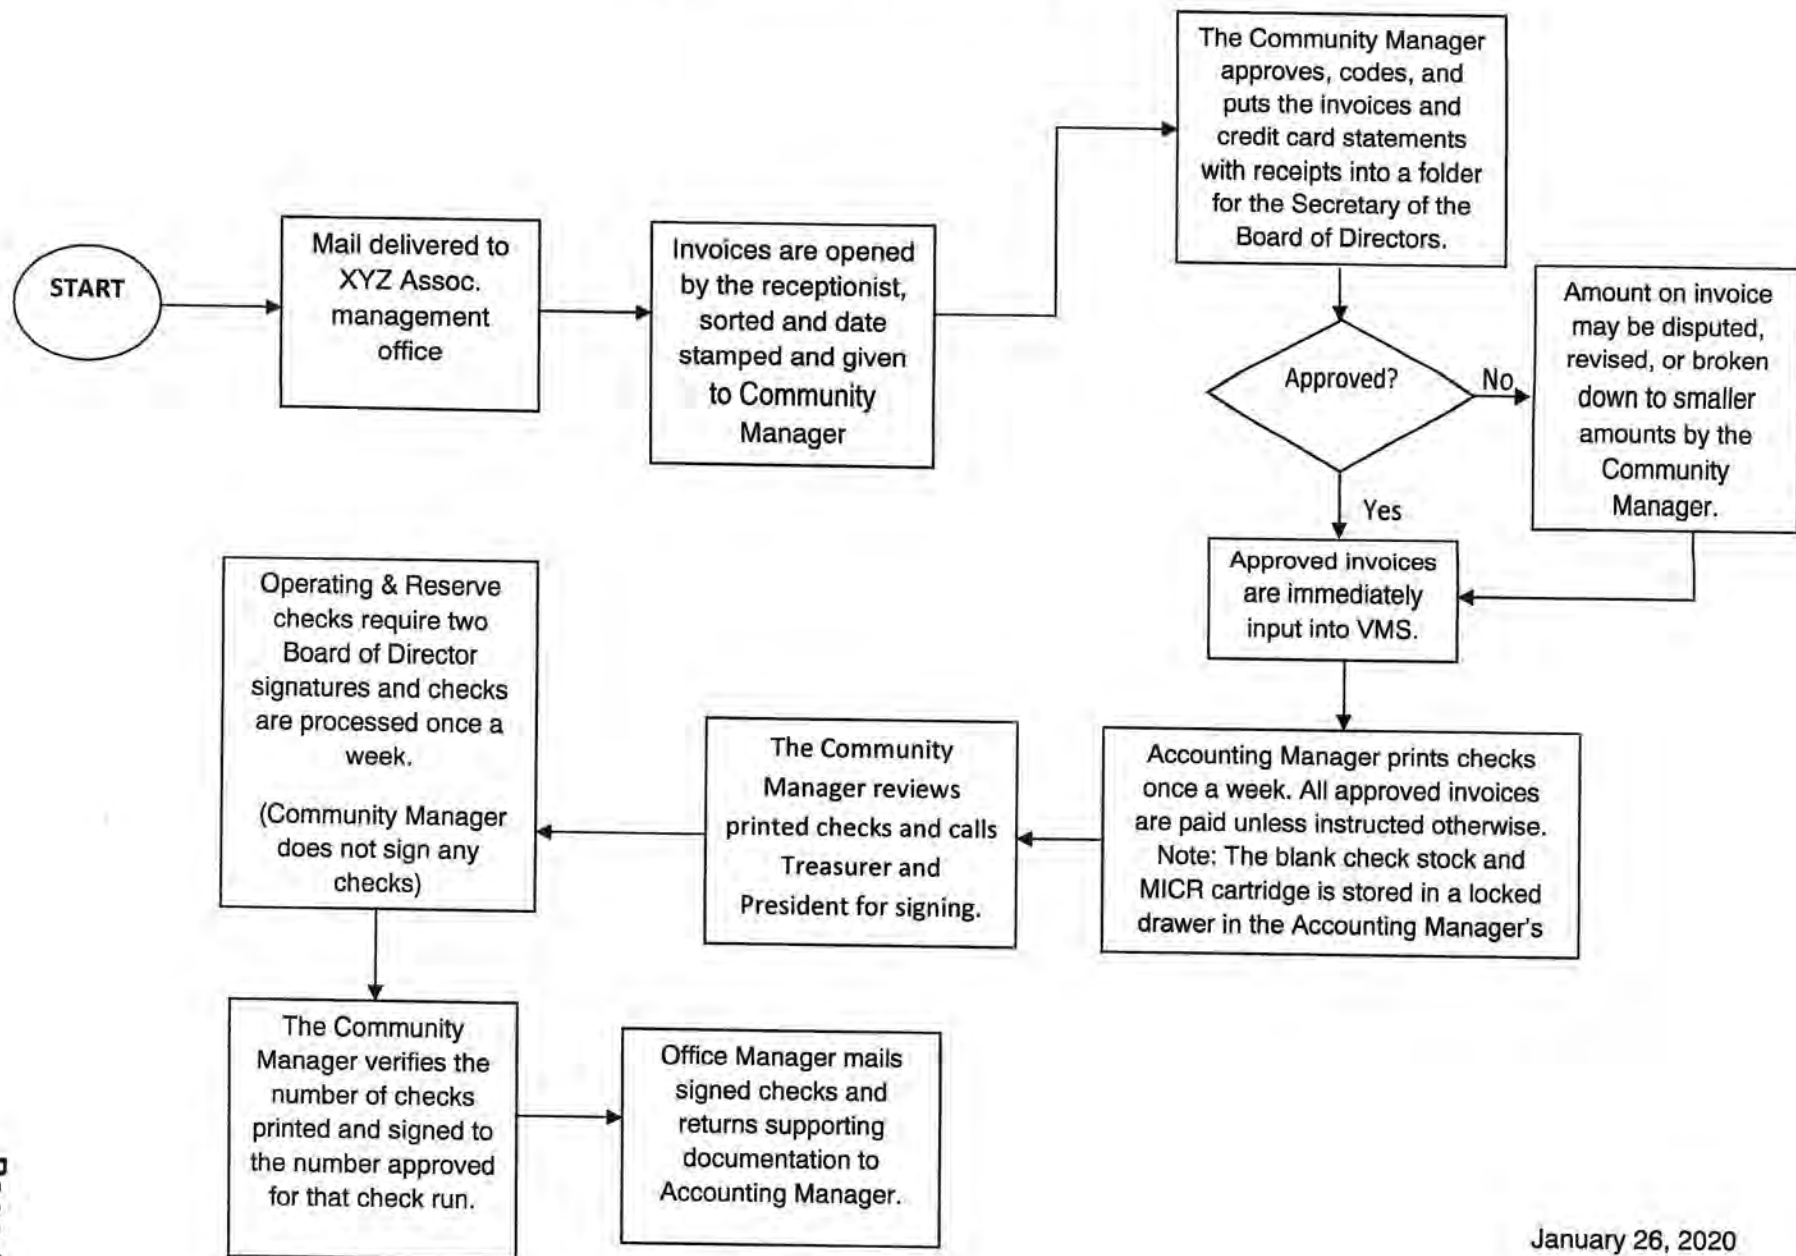 START
Mail delivered to
XYZ Assoc.
management
office
Invoices are opened
by the receptionist,
sorted and date
stamped and given
to Community
Manager
The Community Manager
approves, codes, and
puts the invoices and
credit card statements
with receipts into a folder
for the Secretary of the
Board of Directors.
Approved?
No
Amount on invoice
may be disputed,
revised, or broken
down to smaller
amounts by the
Community
Manager.
Yes
Approved invoices
are immediately
input into VMS.
Accounting Manager prints checks
once a week. All approved invoices
are paid unless instructed otherwise.
Note: The blank check stock and
MICR cartridge is stored in a locked
drawer in the Accounting Manager's
The Community
Manager reviews
printed checks and calls
Treasurer and
President for signing.
Operating & Reserve
checks require two
Board of Director
signatures and checks
are processed once a
week.
(Community Manager
does not sign any
checks)
The Community
Manager verifies the
number of checks
printed and signed to
the number approved
for that check run.
Office Manager mails
signed checks and
returns supporting
documentation to
Accounting Manager.
January 26, 2020